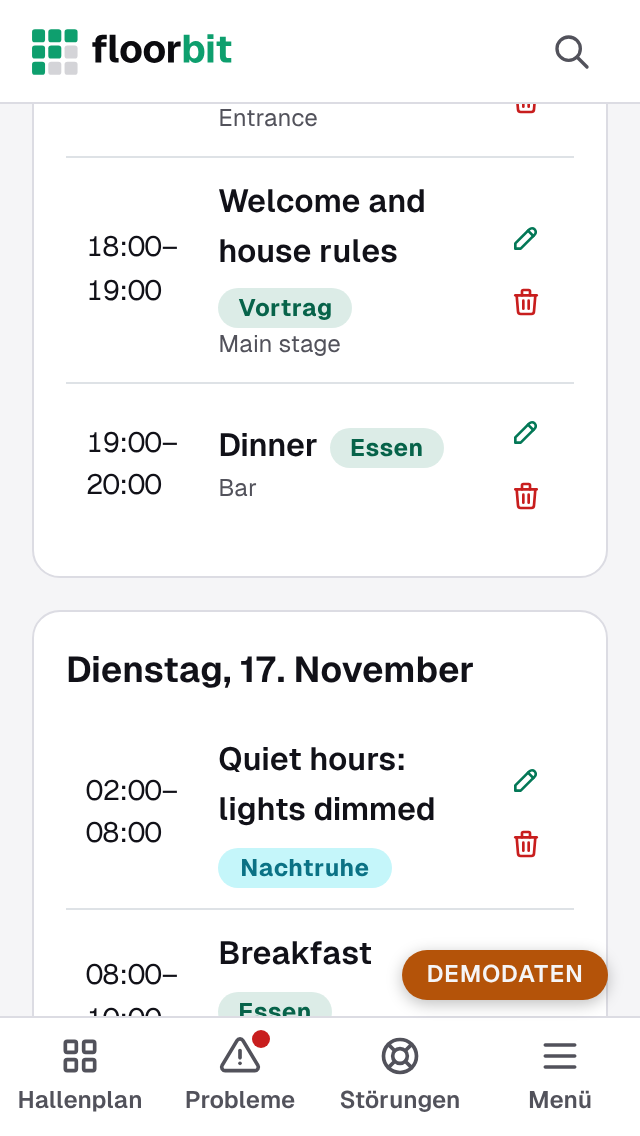 floorbit
Entrance
18:00–
19:00
Welcome and
house rules
Vortrag
Main stage
19:00–
20:00
Dinner Essen
Bar
Dienstag, 17. November
02:00–
08:00
Quiet hours:
lights dimmed
Nachtruhe
08:00–
10:00
Breakfast
Essen
DEMODATEN
Hallenplan Probleme Störungen Menü